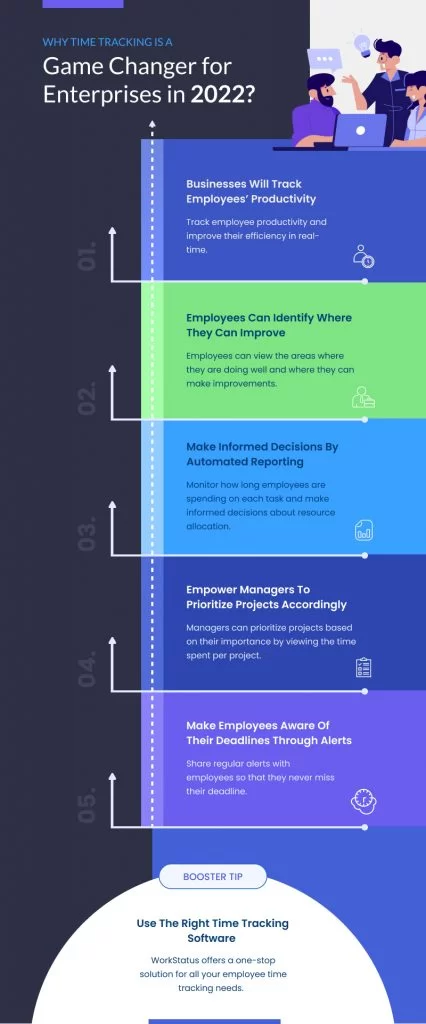 WHY TIME TRACKING IS A
Game Changer for
Enterprises in 2022?
01.
Businesses Will Track
Employees’ Productivity
Track employee productivity and
improve their efficiency in real-
time.
02.
Employees Can Identify Where
They Can Improve
Employees can view the areas where
they are doing well and where they can
make improvements.
03.
Make Informed Decisions By
Automated Reporting
Monitor how long employees are
spending on each task and make
informed decisions about resource
allocation.
04.
Empower Managers To
Prioritize Projects Accordingly
Managers can prioritize projects based
on their importance by viewing the time
spent per project.
05.
Make Employees Aware Of
Their Deadlines Through Alerts
Share regular alerts with
employees so that they never miss
their deadline.
BOOSTER TIP
Use The Right Time Tracking
Software
WorkStatus offers a one-stop
solution for all your employee time
tracking needs.